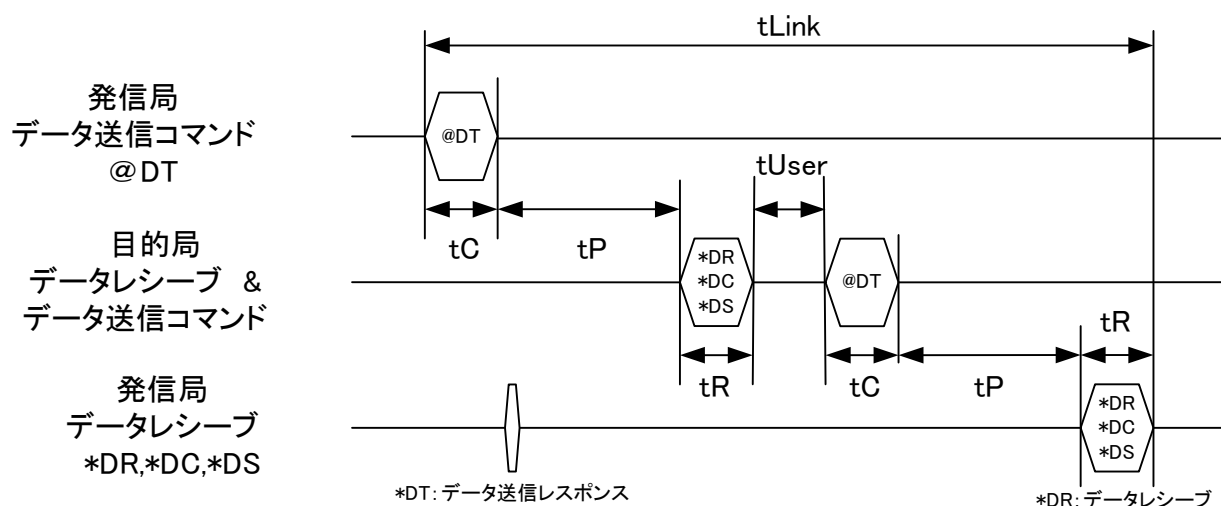 tLink
発信局
データ送信コマンド
＠DT
@DT
tUser
tC
tP
目的局
データレシーブ ＆
データ送信コマンド
*DR
*DC
*DS
@DT
tR
tR
tC
tP
発信局
データレシーブ
*DR,*DC,*DS
*DR
*DC
*DS
*DT：データ送信レスポンス
*DR：データレシーブ